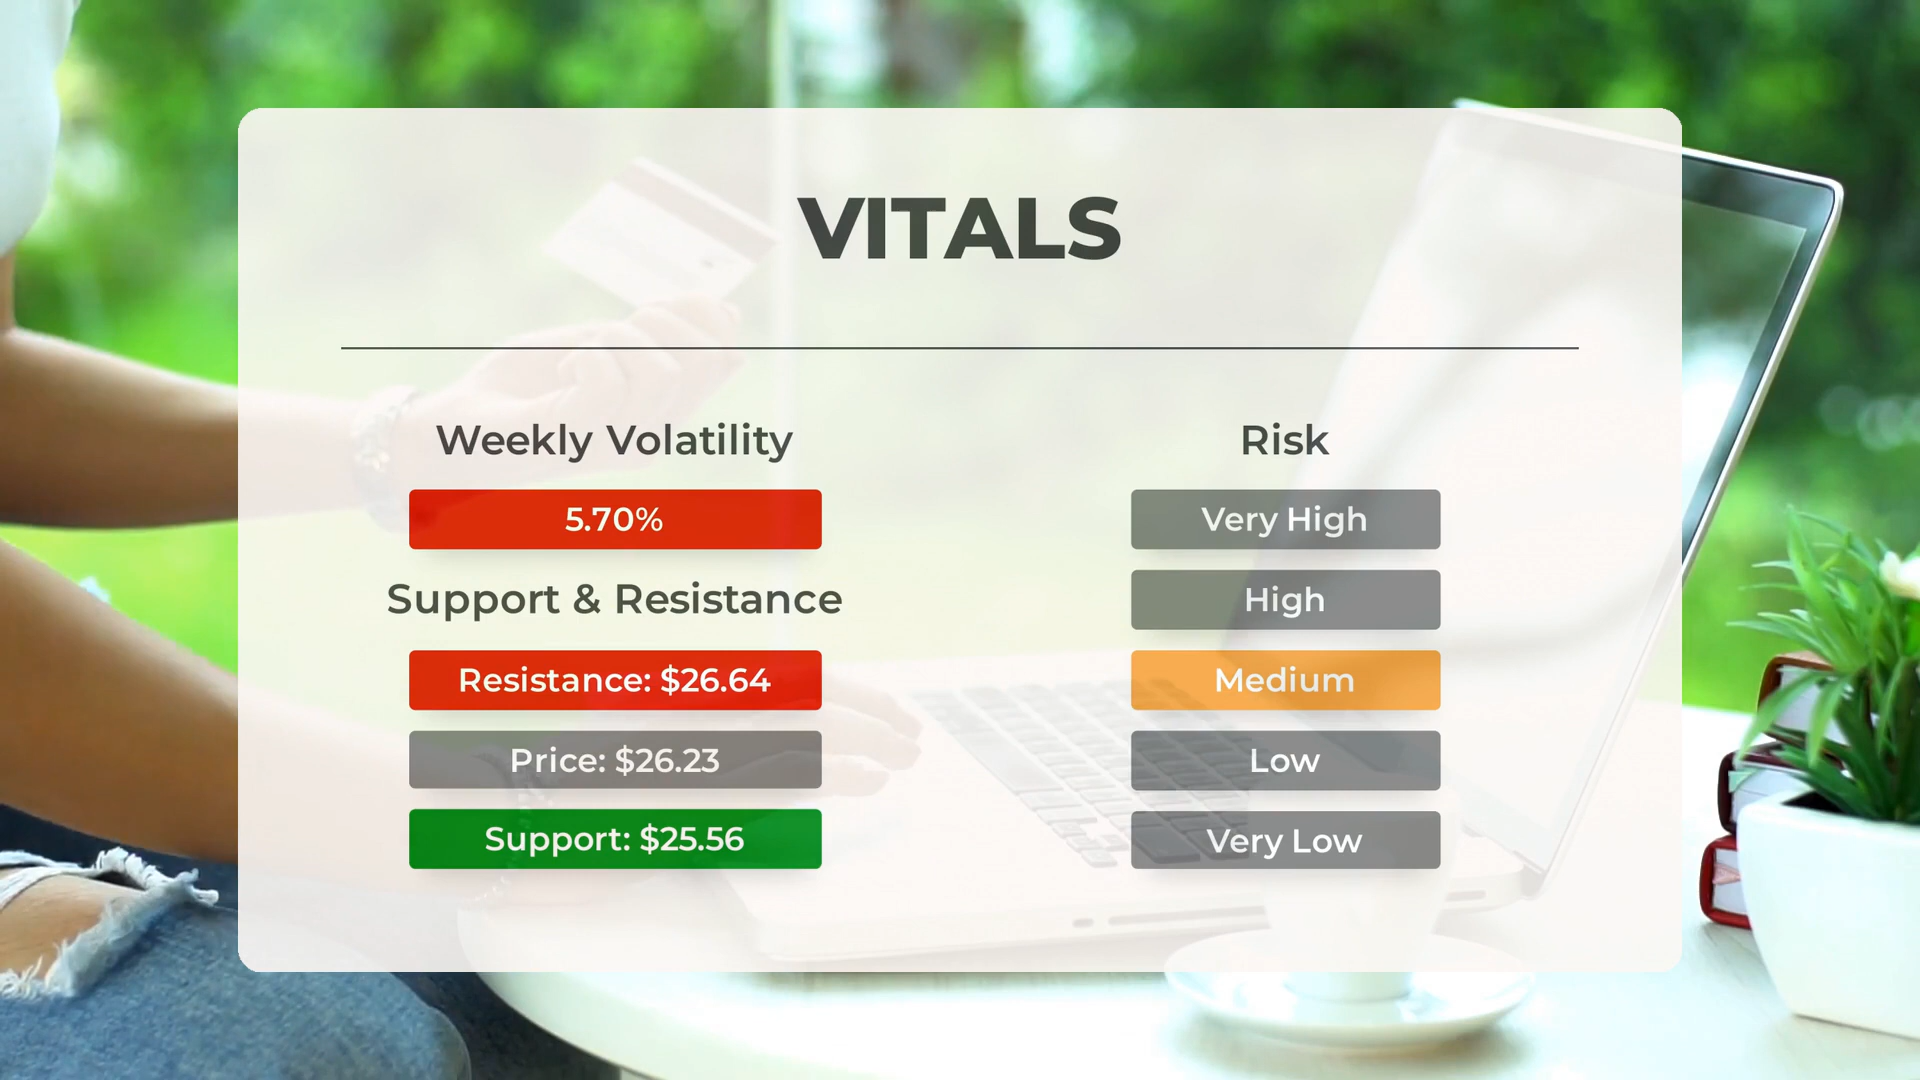 VITALS
Weekly Volatility
5.70%
Support & Resistance
Resistance: $26.64
Price: $26.23
Support: $25.56
Risk
Very High
High
Medium
Low
Very Low